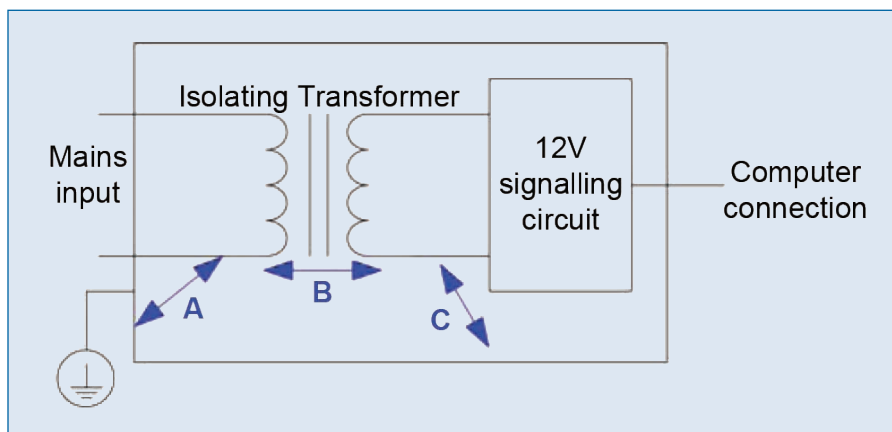 Isolating Transformer
Mains
input
12V
signalling
circuit
Computer
connection
A
B
C